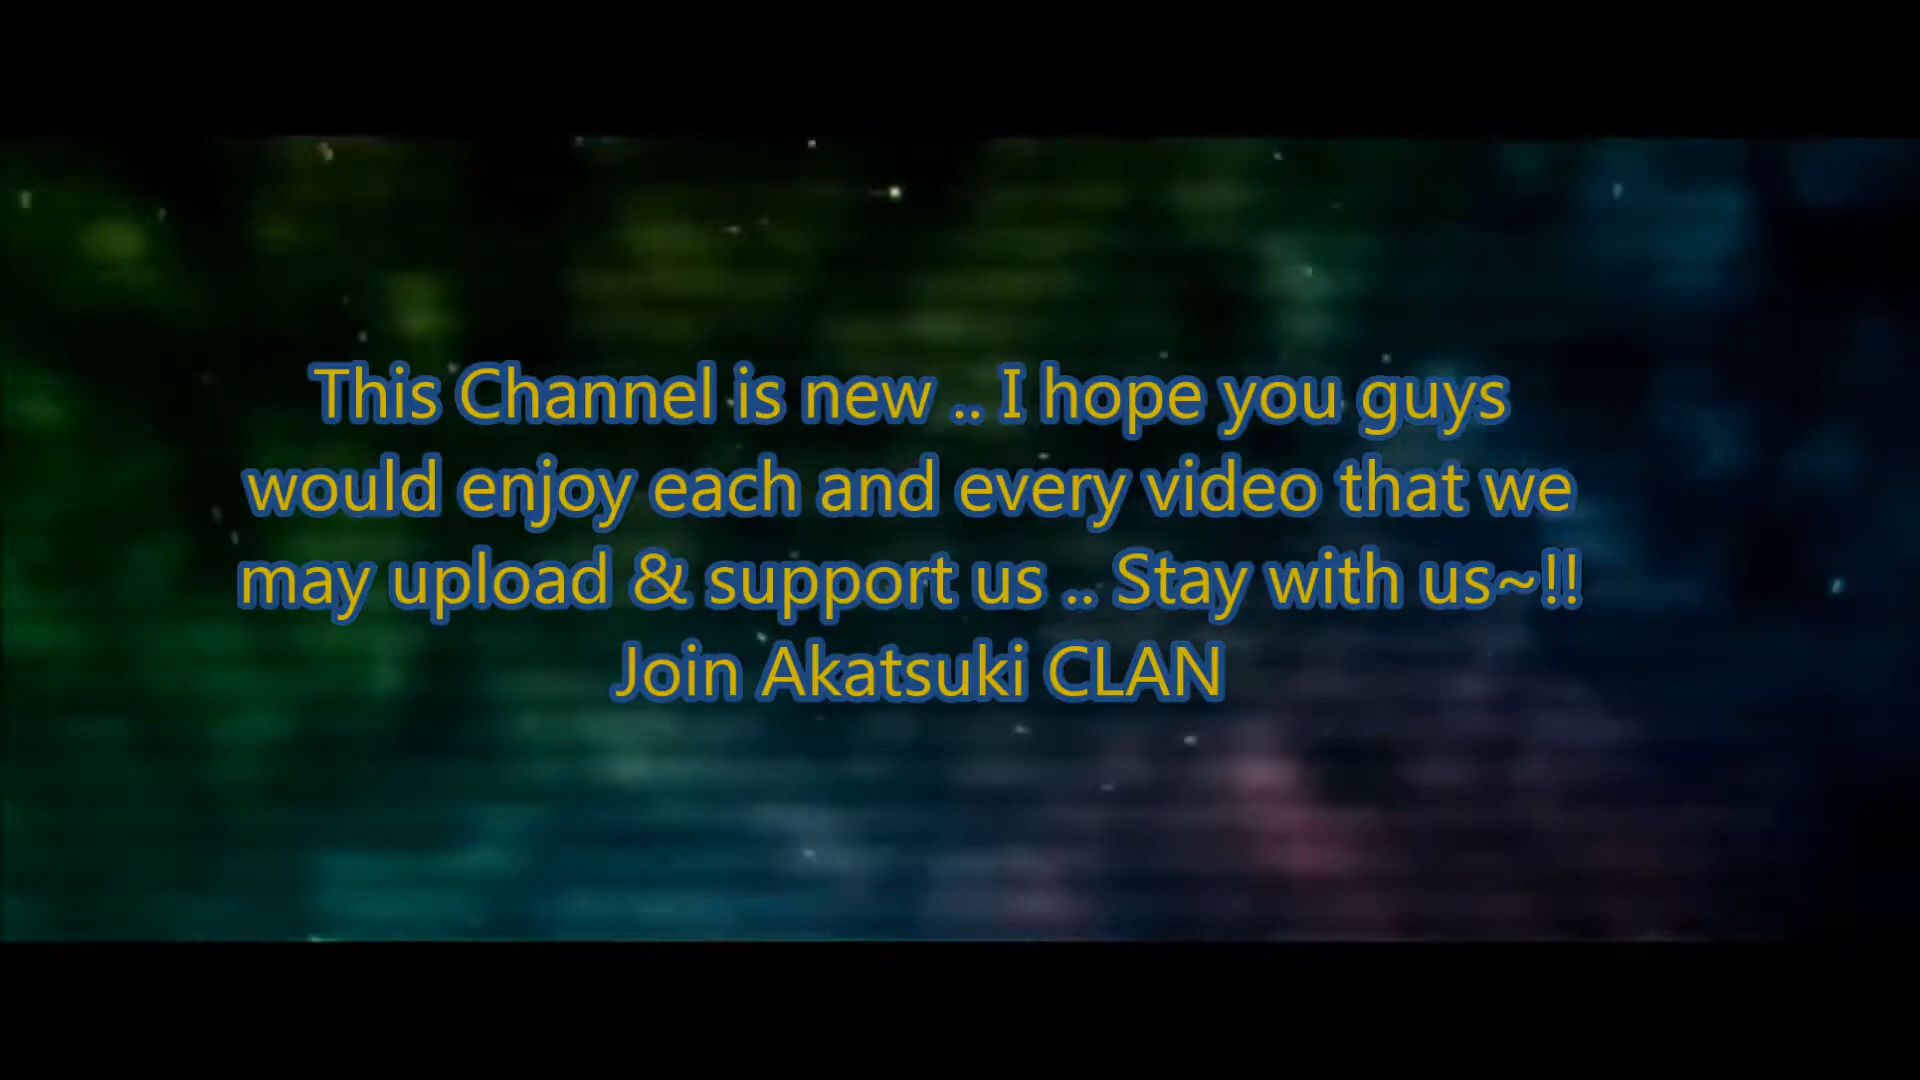 This Channel is new .. I hope you guys
would enjoy each and every video that we
may upload & support us .. Stay with us~!!
Join Akatsuki CLAN